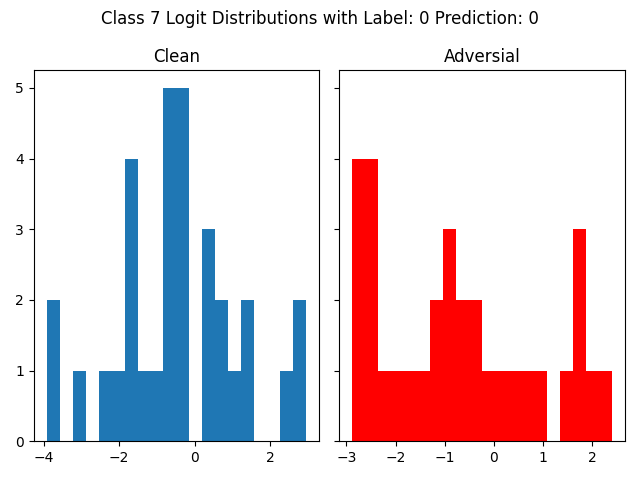 Class 7 Logit Distributions with Label: 0 Prediction: 0
Clean
Adversial
5
4
3
2
1
0
−4 −2 0 2
−3 −2 −1 0 1 2